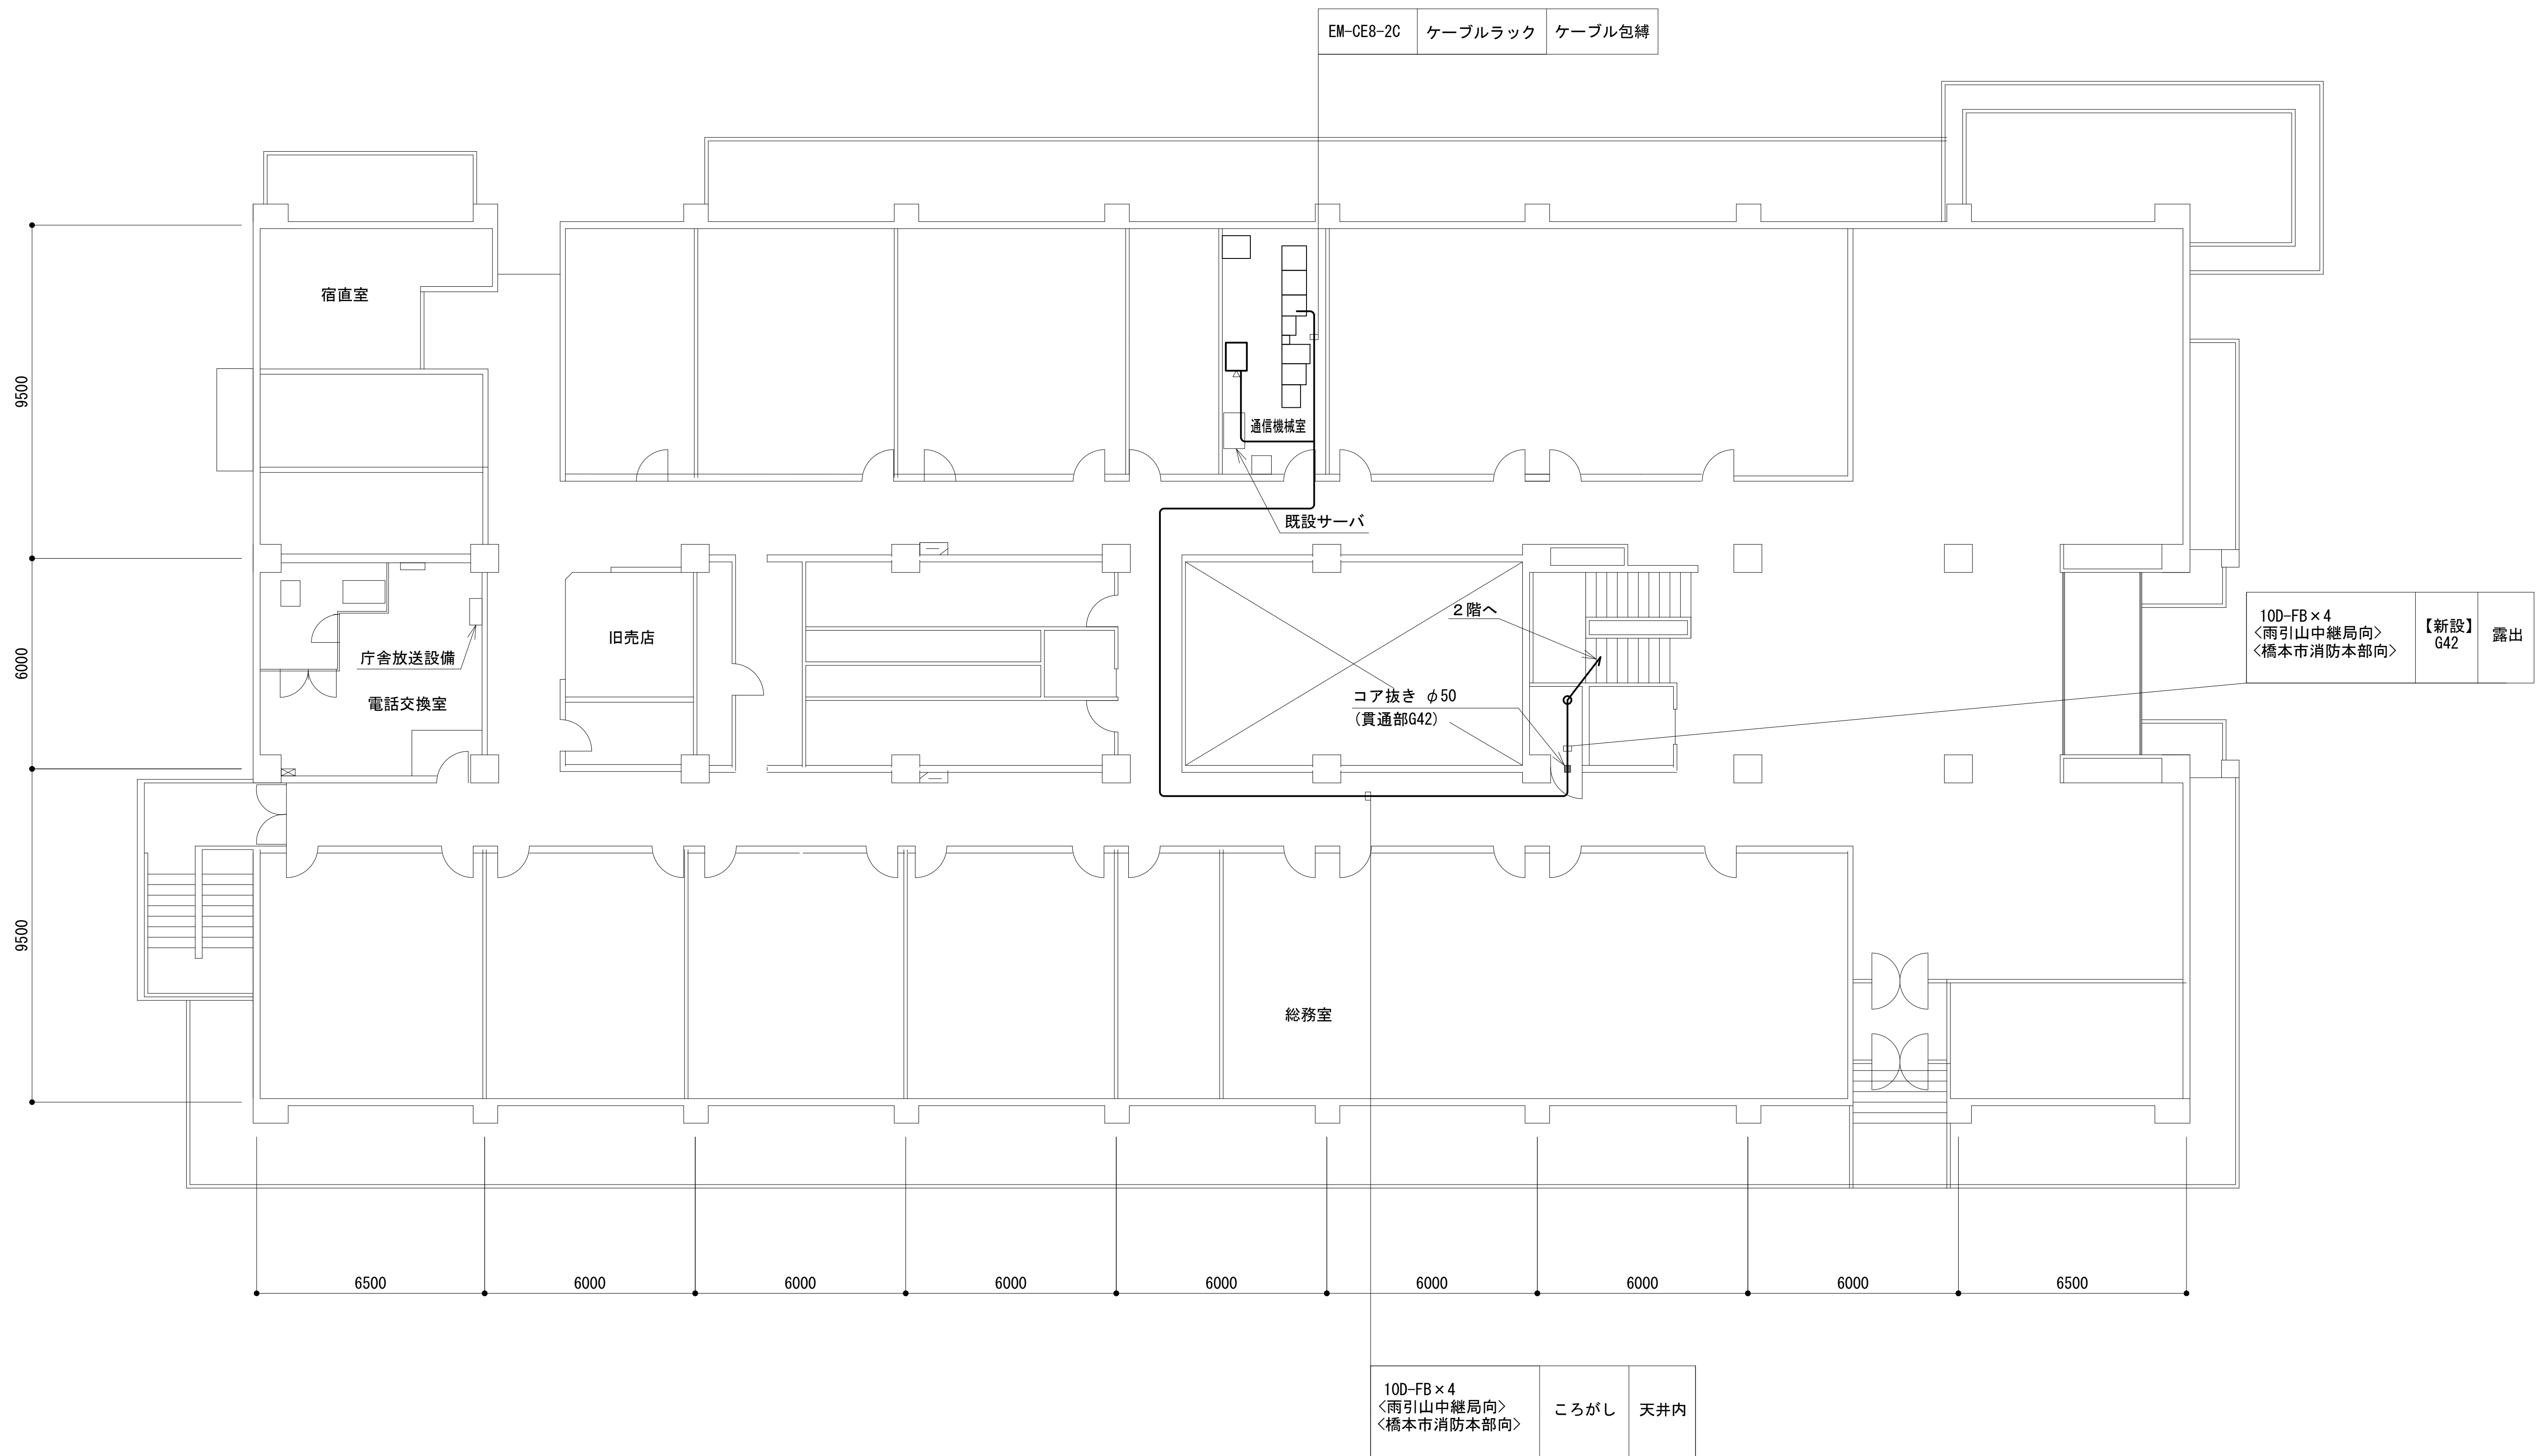 EM-CE8-2C ケーブルラック ケーブル包縛
宿直室
9500
通信機械室
既設サーバ
２階へ
旧売店
6000
庁舎放送設備
電話交換室
コア抜き φ50
(貫通部G42)
10D-FB×4
<雨引山中継局向>
<橋本市消防本部向>
【新設】
G42
露出
9500
総務室
6500 6000 6000 6000 6000 6000 6000 6000 6500
10D-FB×4
<雨引山中継局向>
<橋本市消防本部向>
ころがし
天井内